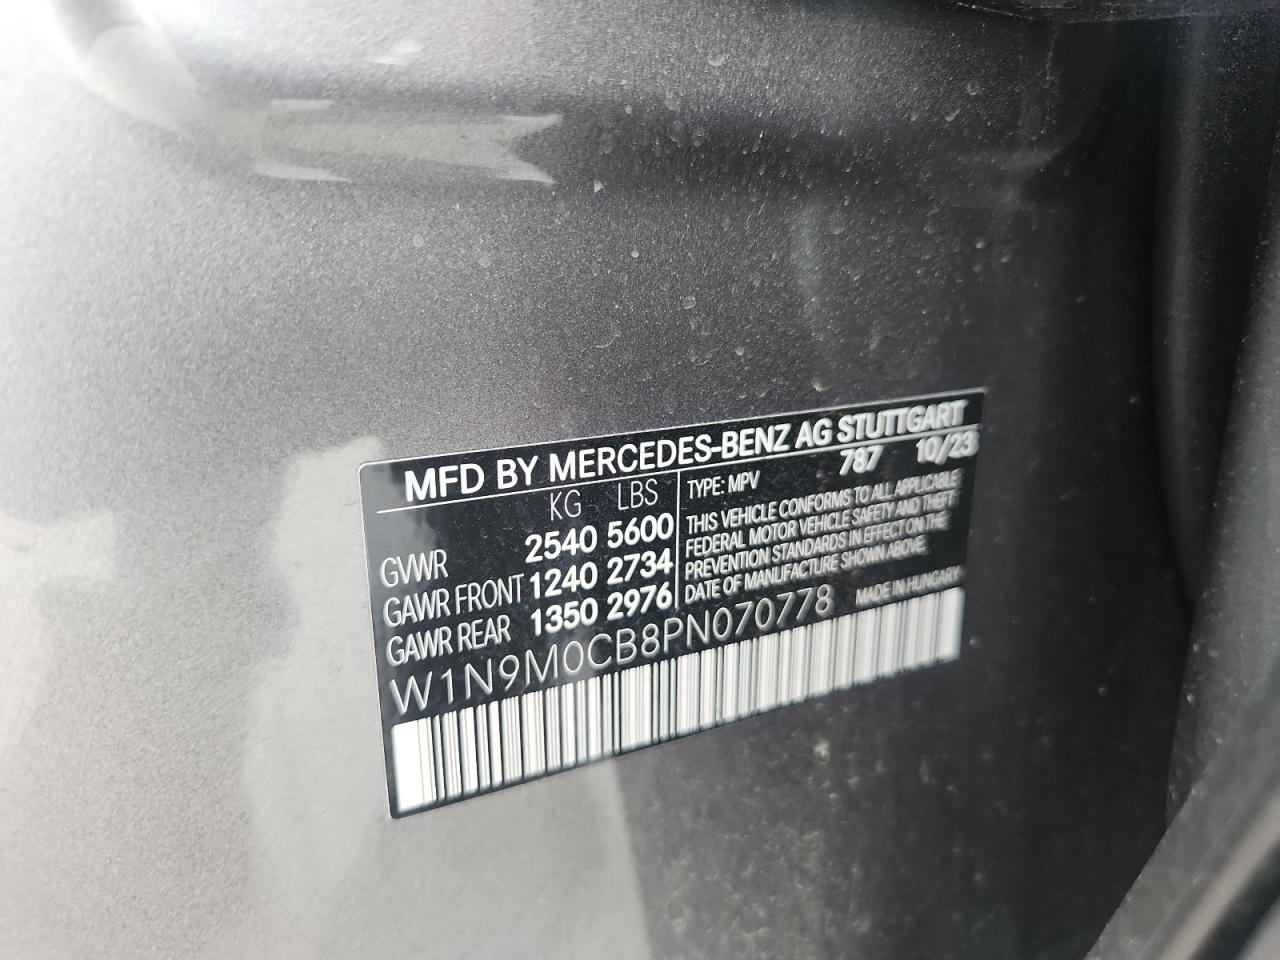 MFD BY MERCEDES-BENZ AG STUTTGART
KG LBS
GVWR 2540 5600
GAWR FRONT 1240 2734
GAWR REAR 1350 2976
787 10/23
TYPE: MPV
THIS VEHICLE CONFORMS TO ALL APPLICABLE
FEDERAL MOTOR VEHICLE SAFETY AND THEFT
PREVENTION STANDARDS IN EFFECT ON THE
DATE OF MANUFACTURE SHOWN ABOVE.
W1N9M0CB8PN070778
MADE IN HUNGARY